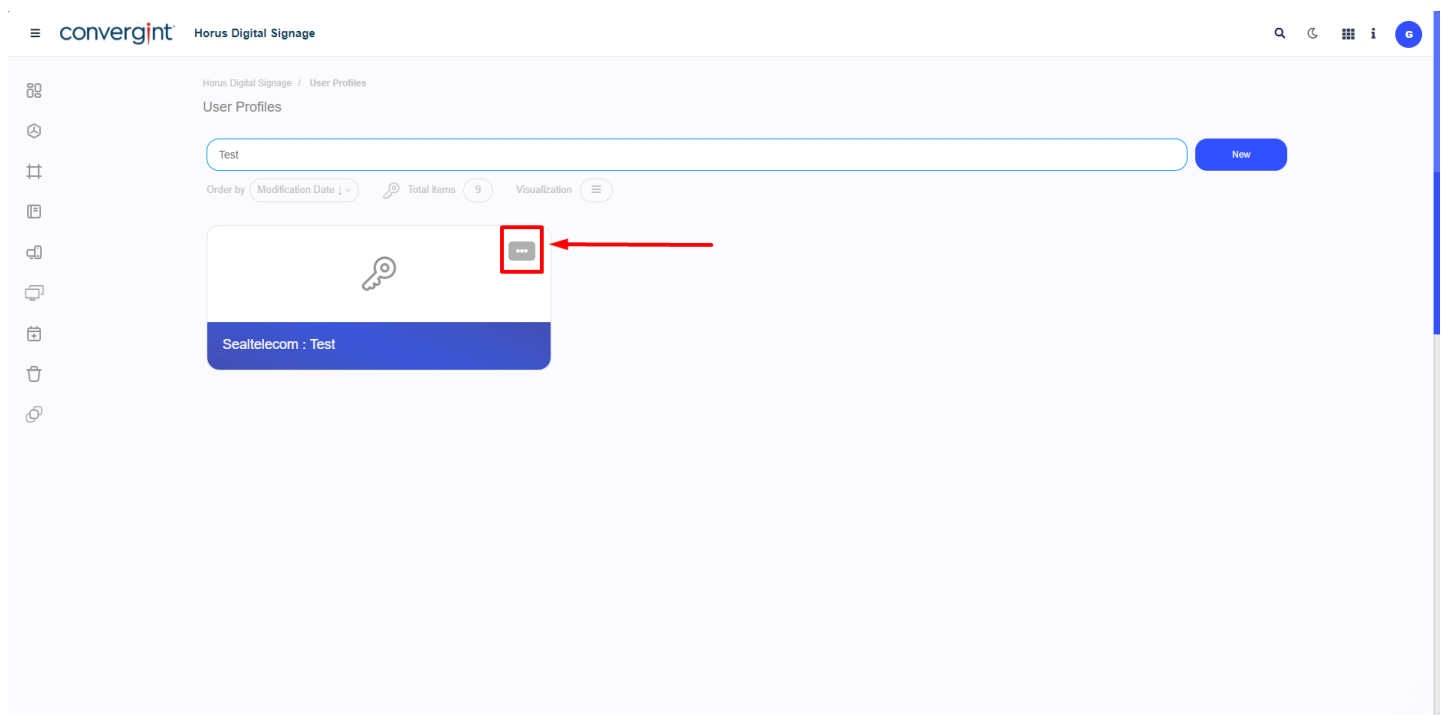 convergint Horus Digital Signage i G
Horus Digital Signage / User Profiles
User Profiles
Test New
Order by Modification Date ↓ Total items 9 Visualization
Sealtelecom : Test